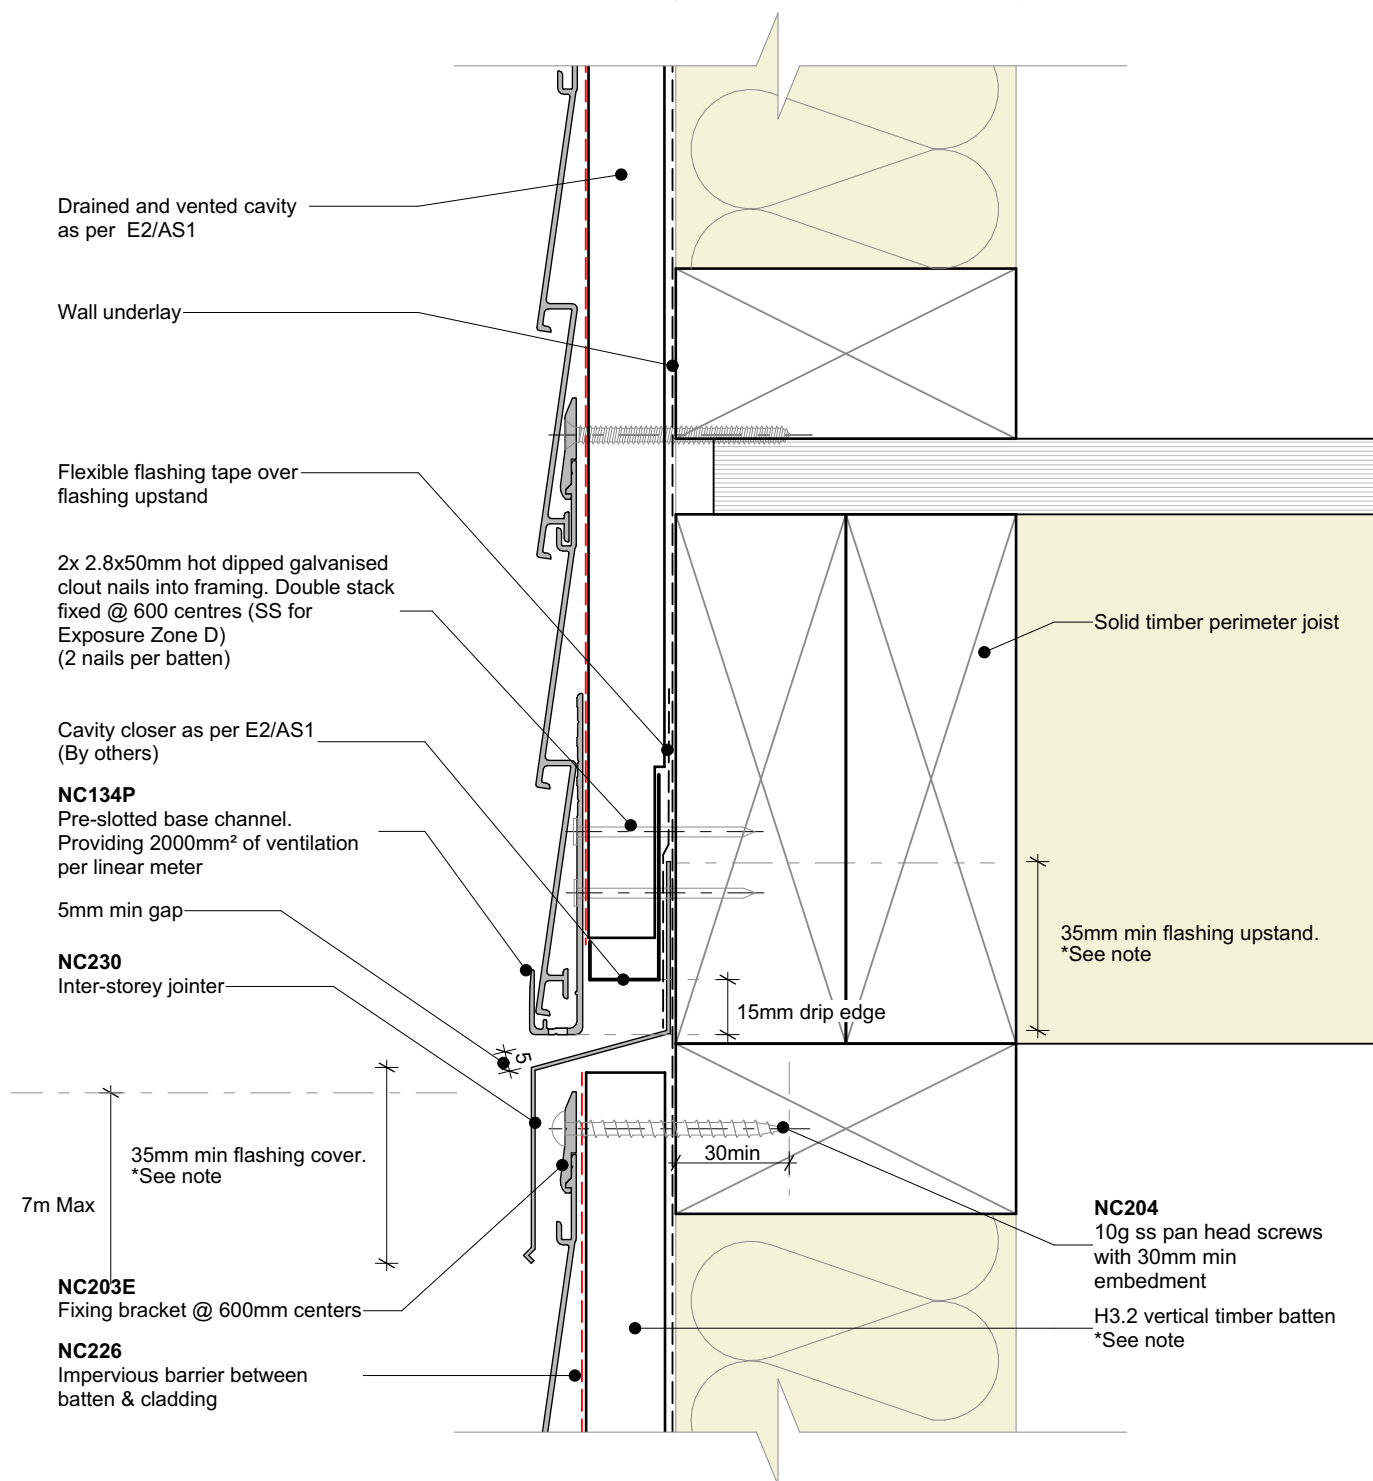 Drained and vented cavity
as per E2/AS1
Wall underlay
Flexible flashing tape over
flashing upstand
2x 2.8x50mm hot dipped galvanised
clout nails into framing. Double stack
fixed @ 600 centres (SS for
Exposure Zone D)
(2 nails per batten)
Solid timber perimeter joist
Cavity closer as per E2/AS1
(By others)
NC134P
Pre-slotted base channel.
Providing 2000mm² of ventilation
per linear meter
5mm min gap
35mm min flashing upstand.
*See note
NC230
Inter-storey jointer
15mm drip edge
5
35mm min flashing cover.
*See note
30min
7m Max
NC204
10g ss pan head screws
with 30mm min
embedment
NC203E
Fixing bracket @ 600mm centers
H3.2 vertical timber batten
*See note
NC226
Impervious barrier between
batten & cladding